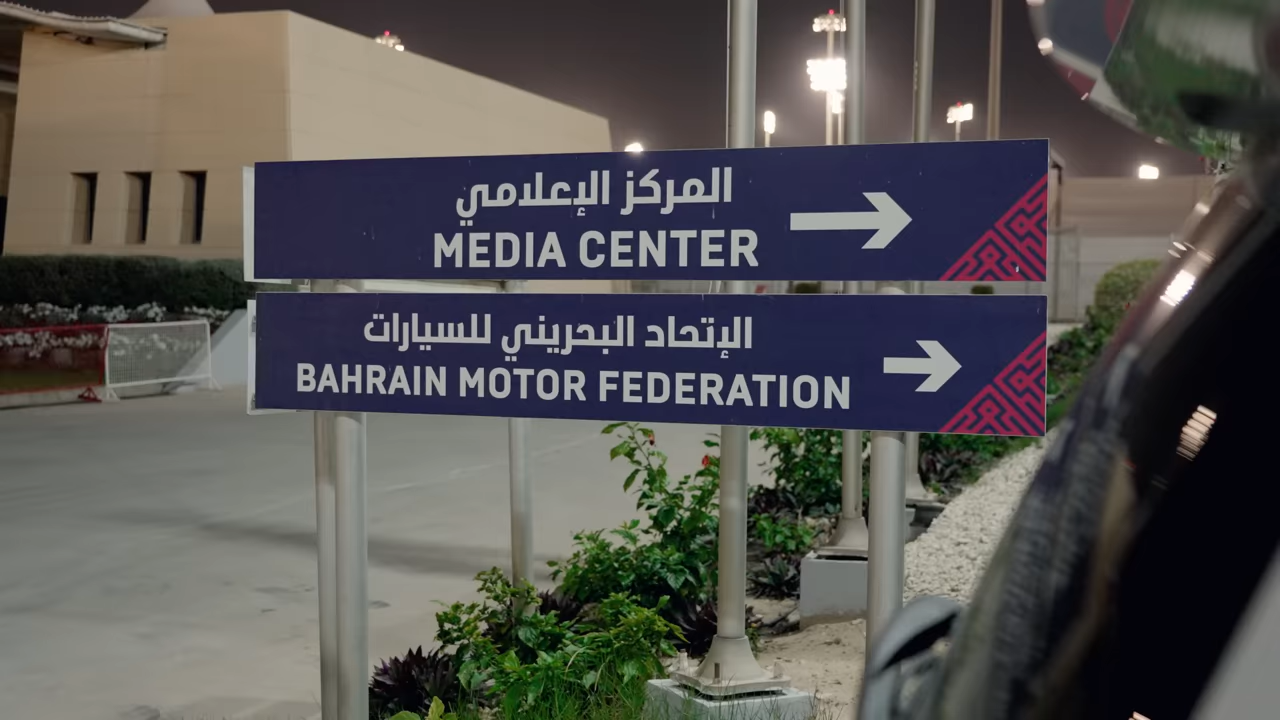 المركز الإعلامي
MEDIA CENTER
الإتحاد البحريني للسيارات
BAHRAIN MOTOR FEDERATION